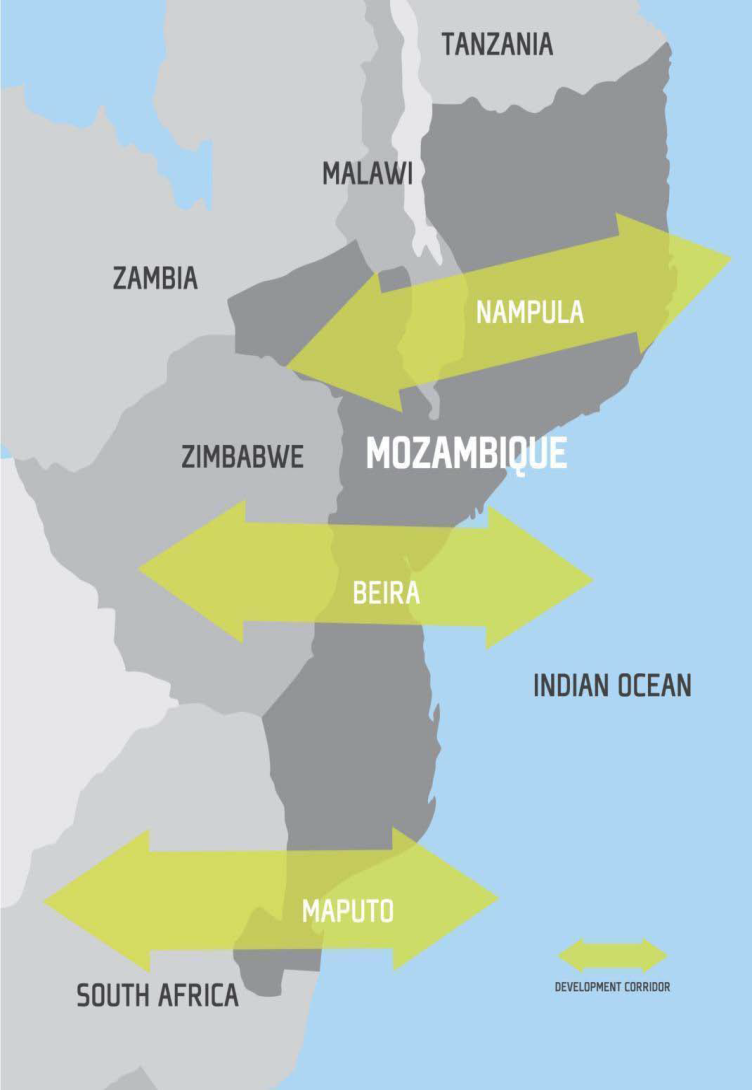 TANZANIA
MALAWI
ZAMBIA
NAMPULA
ZIMBABWE
MOZAMBIQUE
BEIRA
INDIAN OCEAN
MAPUTO
SOUTH AFRICA
DEVELOPMENT CORRIDOR